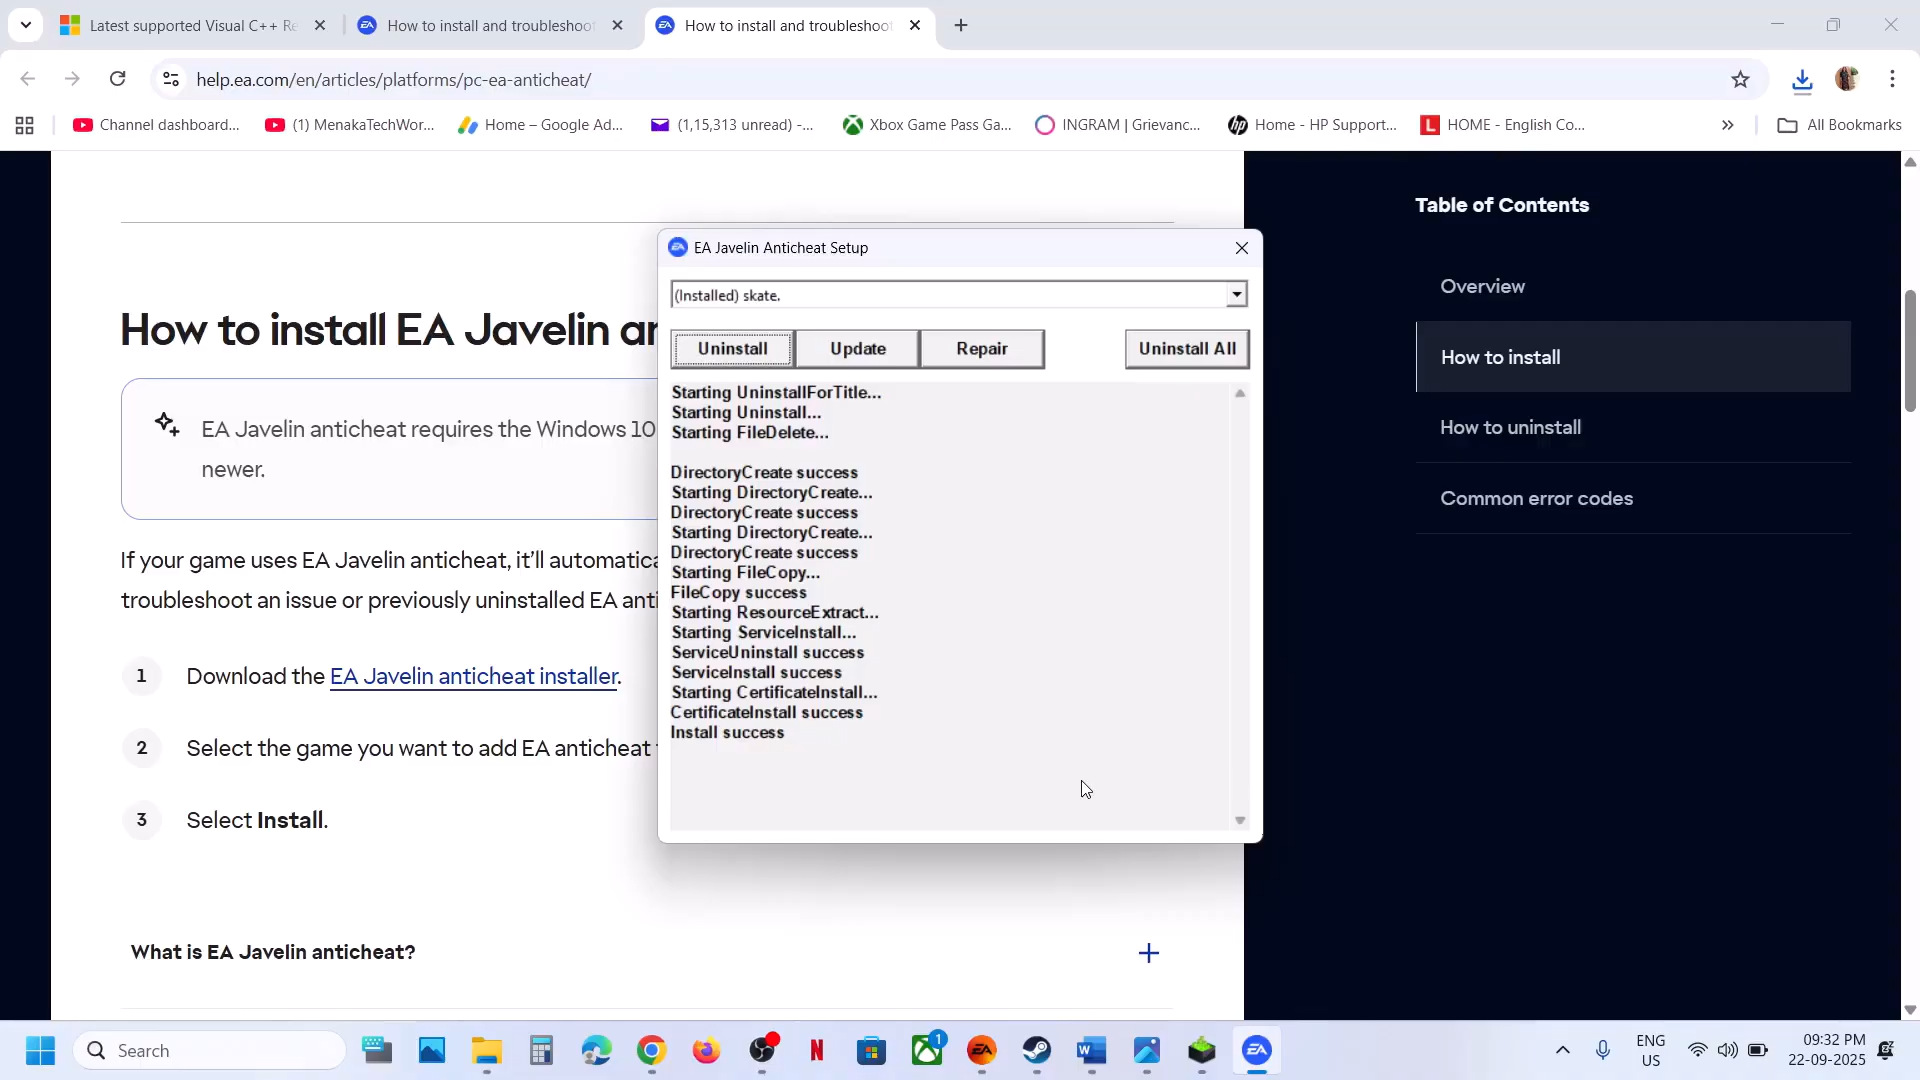 Latest supported Visual C++ Re
How to install and troubleshoot
How to install and troubleshoot
help.ea.com/en/articles/platforms/pc-ea-anticheat/
Channel dashboard...
(1) MenakaTechWor...
Home – Google Ad...
(1,15,313 unread) -...
Xbox Game Pass Ga...
INGRAM | Grievanc...
Home - HP Support...
HOME - English Co...
All Bookmarks
Table of Contents
Overview
How to install
How to uninstall
Common error codes
How to install EA Javelin an
EA Javelin anticheat requires the Windows 10
newer.
If your game uses EA Javelin anticheat, it'll automatica
troubleshoot an issue or previously uninstalled EA anti
1 Download the EA Javelin anticheat installer.
2 Select the game you want to add EA anticheat
3 Select Install.
What is EA Javelin anticheat?
EA Javelin Anticheat Setup
(Installed) skate.
Uninstall Update Repair Uninstall All
Starting UninstallForTitle...
Starting Uninstall...
Starting FileDelete...
DirectoryCreate success
Starting DirectoryCreate...
DirectoryCreate success
Starting DirectoryCreate...
DirectoryCreate success
Starting FileCopy...
FileCopy success
Starting ResourceExtract...
Starting ServiceInstall...
ServiceUninstall success
ServiceInstall success
Starting CertificateInstall...
CertificateInstall success
Install success
Search
1
ENG
US
09:32 PM
22-09-2025